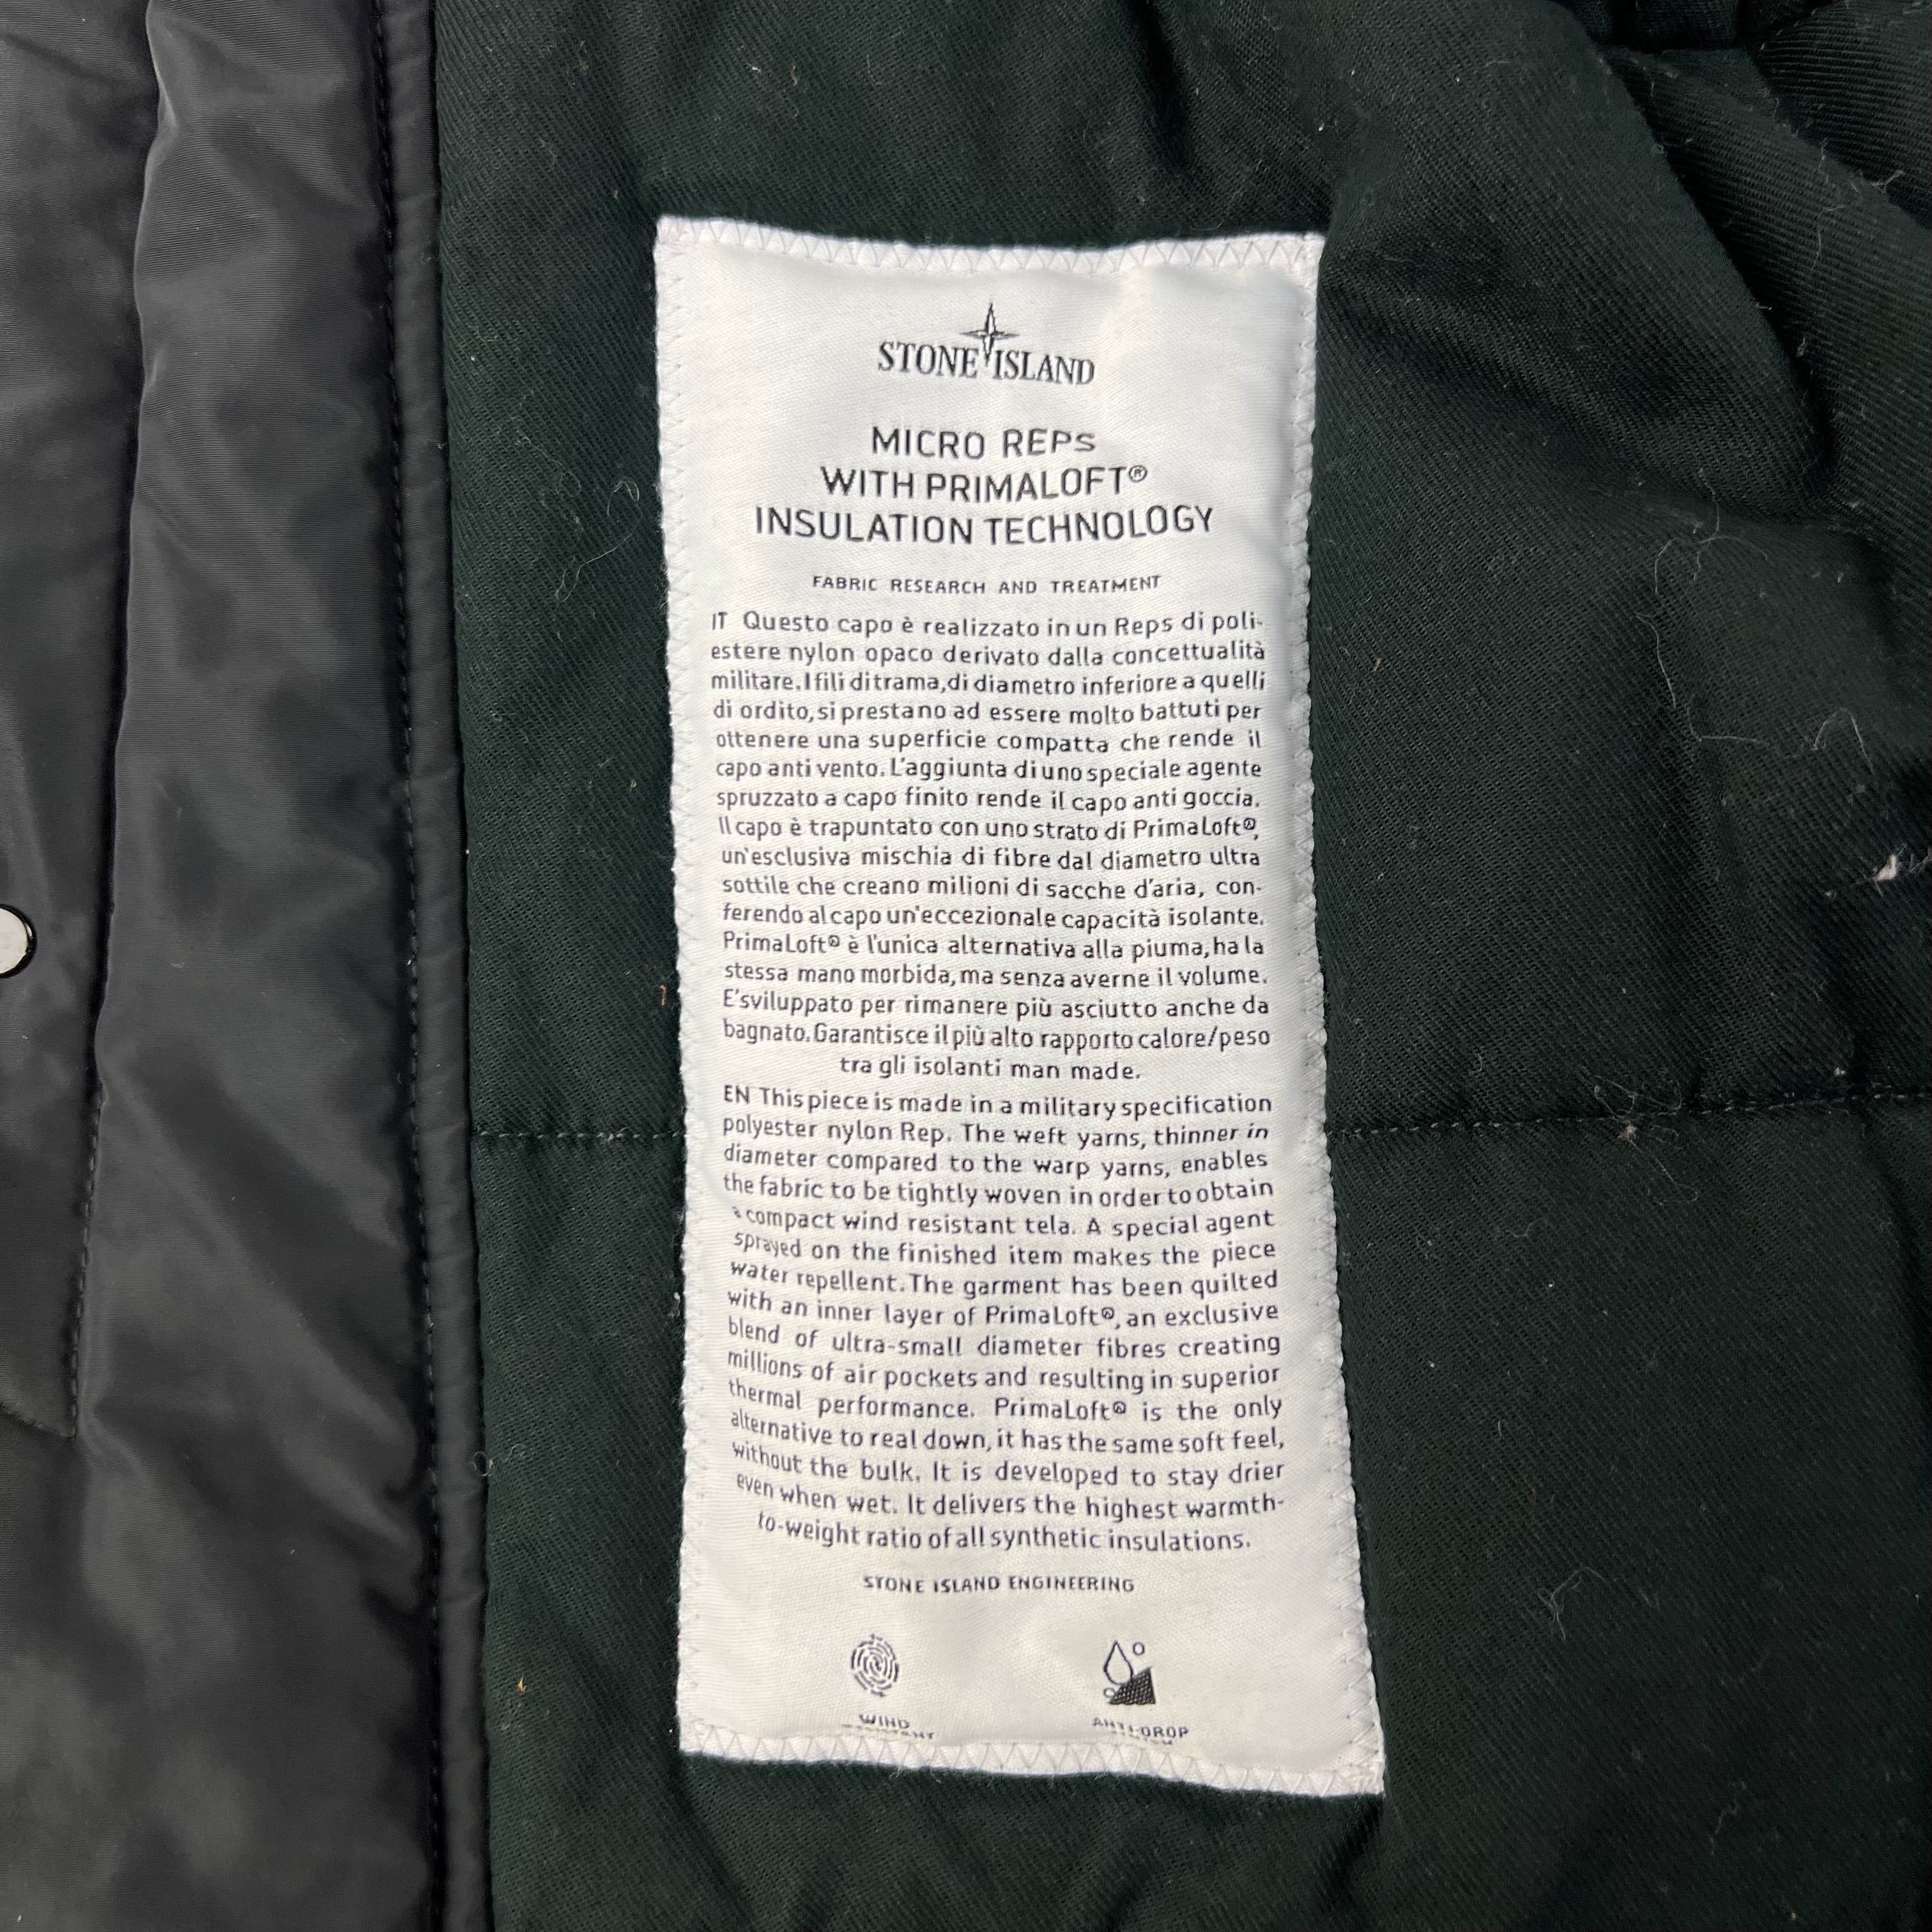 STONE ISLAND
MICRO REPS
WITH PRIMALOFT®
INSULATION TECHNOLOGY
FABRIC RESEARCH AND TREATMENT
IT Questo capo è realizzato in un Reps di poli-
estere nylon opaco derivato dalla concettualità
militare. I fili di trama, di diametro inferiore a quelli
di ordito, si prestano ad essere molto battuti per
ottenere una superficie compatta che rende il
capo anti vento. L'aggiunta di uno speciale agente
spruzzato a capo finito rende il capo anti goccia.
Il capo è trapuntato con uno strato di PrimaLoft®,
un'esclusiva mischia di fibre dal diametro ultra
sottile che creano milioni di sacche d'aria, con-
ferendo al capo un'eccezionale capacità isolante.
PrimaLoft® è l'unica alternativa alla piuma, ha la
stessa mano morbida, ma senza averne il volume.
E'sviluppato per rimanere più asciutto anche da
bagnato. Garantisce il più alto rapporto calore/peso
tra gli isolanti man made.
EN This piece is made in a military specification
polyester nylon Rep. The weft yarns, thinner in
diameter compared to the warp yarns, enables
the fabric to be tightly woven in order to obtain
a compact wind resistant tela. A special agent
sprayed on the finished item makes the piece
water repellent. The garment has been quilted
with an inner layer of PrimaLoft®, an exclusive
blend of ultra-small diameter fibres creating
millions of air pockets and resulting in superior
thermal performance. PrimaLoft® is the only
alternative to real down, it has the same soft feel,
without the bulk. It is developed to stay drier
even when wet. It delivers the highest warmth-
to-weight ratio of all synthetic insulations.
STONE ISLAND ENGINEERING
WIND ANTI-DROP